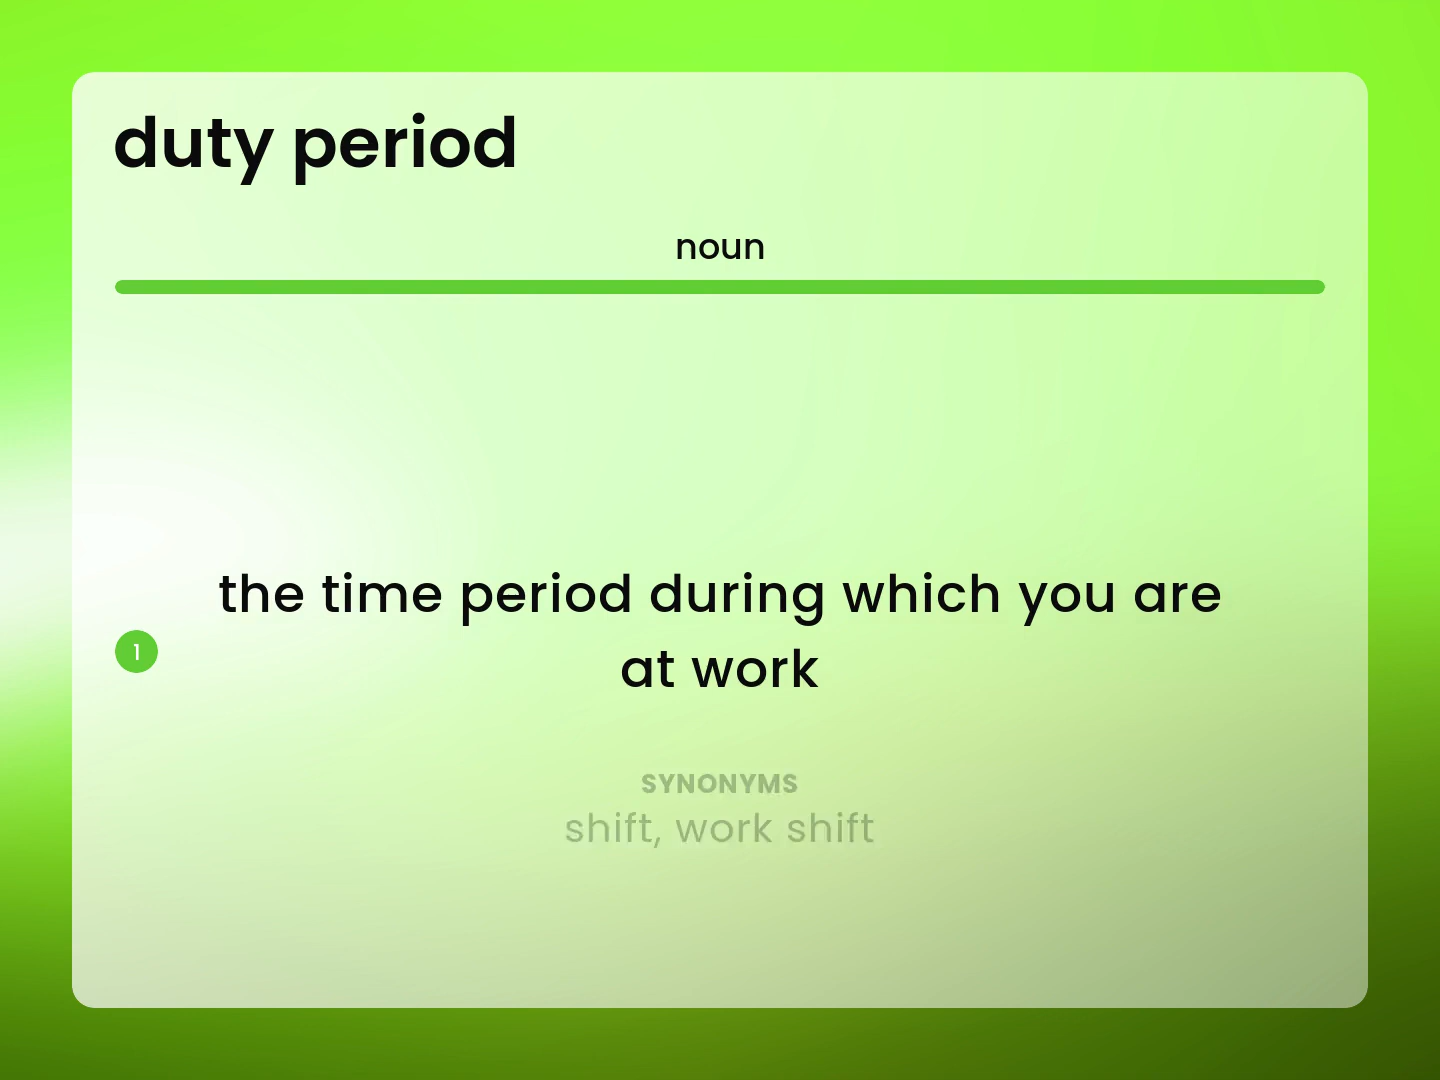 duty period
noun
the time period during which you are
1
at work
SYNONYMS
shift, work shift